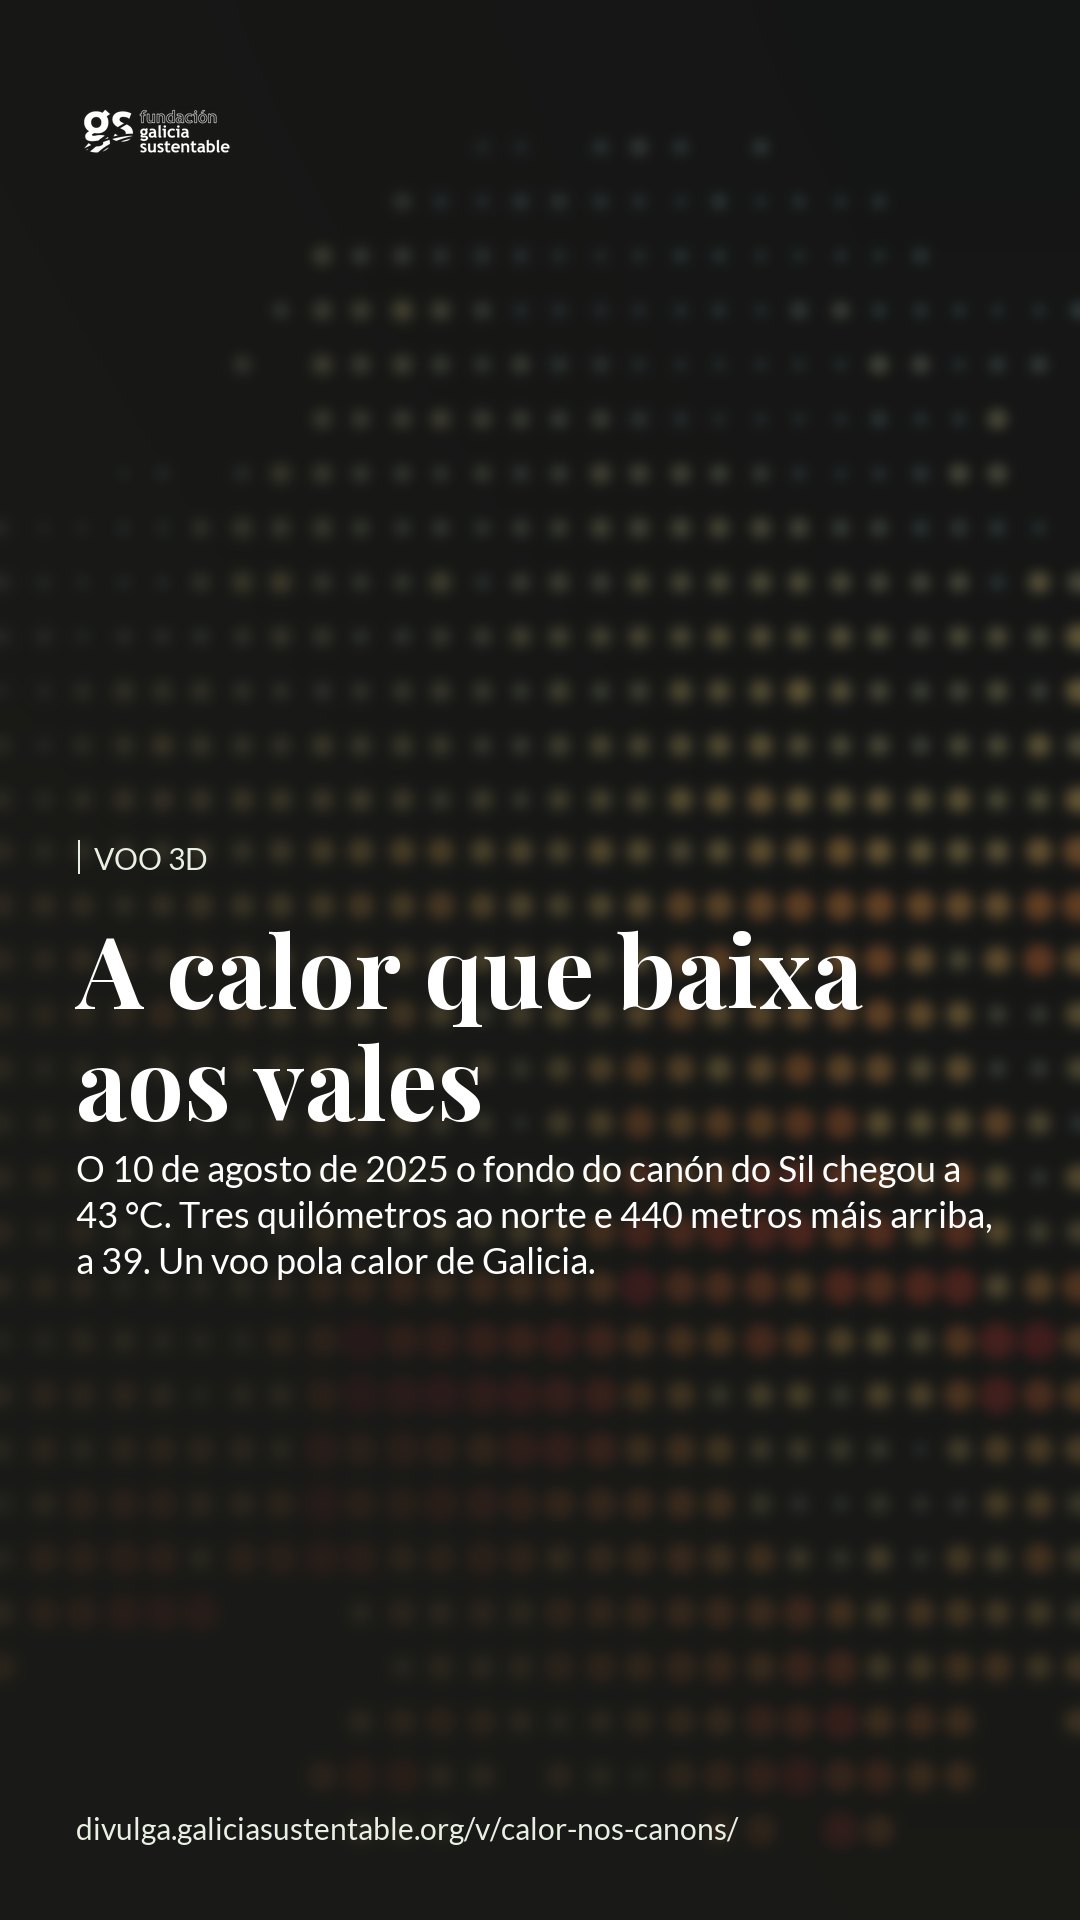 gs fundación
galicia
sustentable
VOO 3D
A calor que baixa
aos vales
O 10 de agosto de 2025 o fondo do canón do Sil chegou a
43 °C. Tres quilómetros ao norte e 440 metros máis arriba,
a 39. Un voo pola calor de Galicia.
divulga.galiciasustentable.org/v/calor-nos-canons/